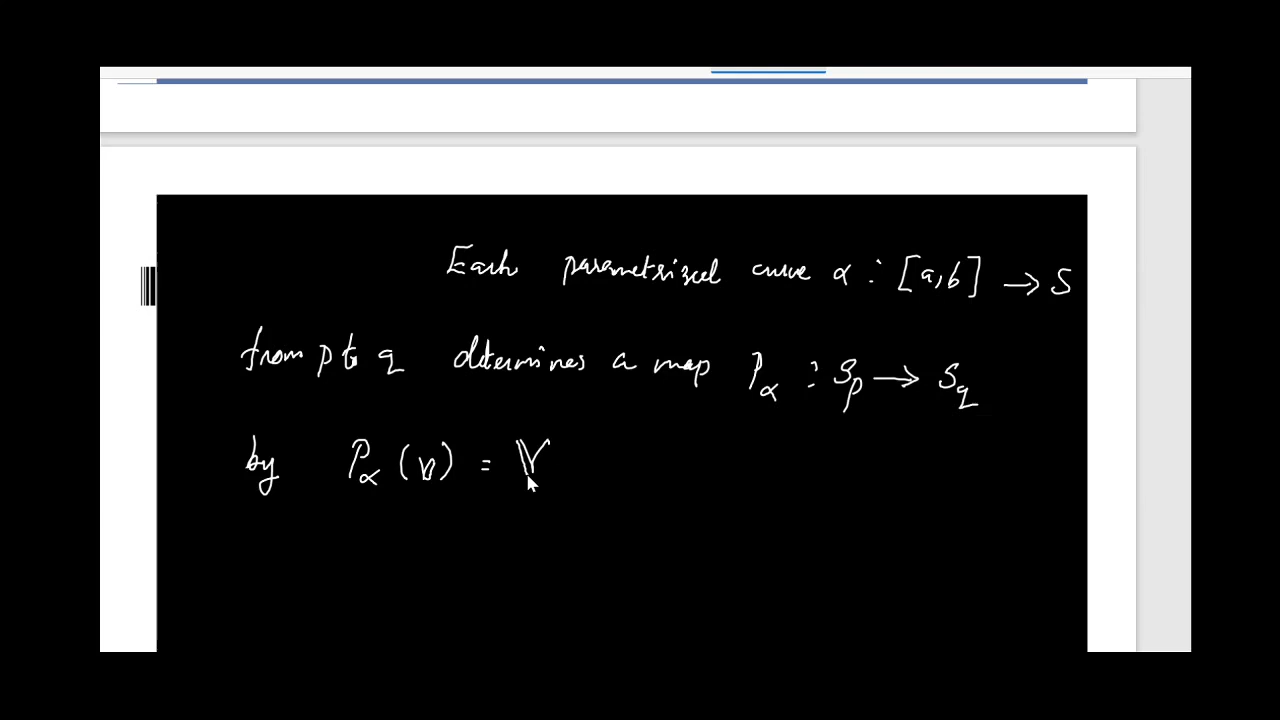 Each parametrized curve α : [a,b] → S
from p to q determines a map P_α : S_p → S_q
by P_α (v) = 𝕍